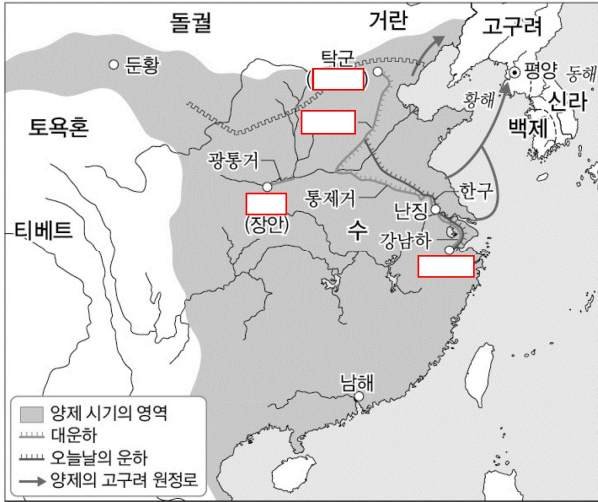 돌궐
거란
고구려
탁군
둔황
평양
동해
황해
신라
백제
토욕혼
광통거
통제거
한구
난징
(장안)
수
강남하
티베트
남해
양제 시기의 영역
대운하
오늘날의 운하
양제의 고구려 원정로